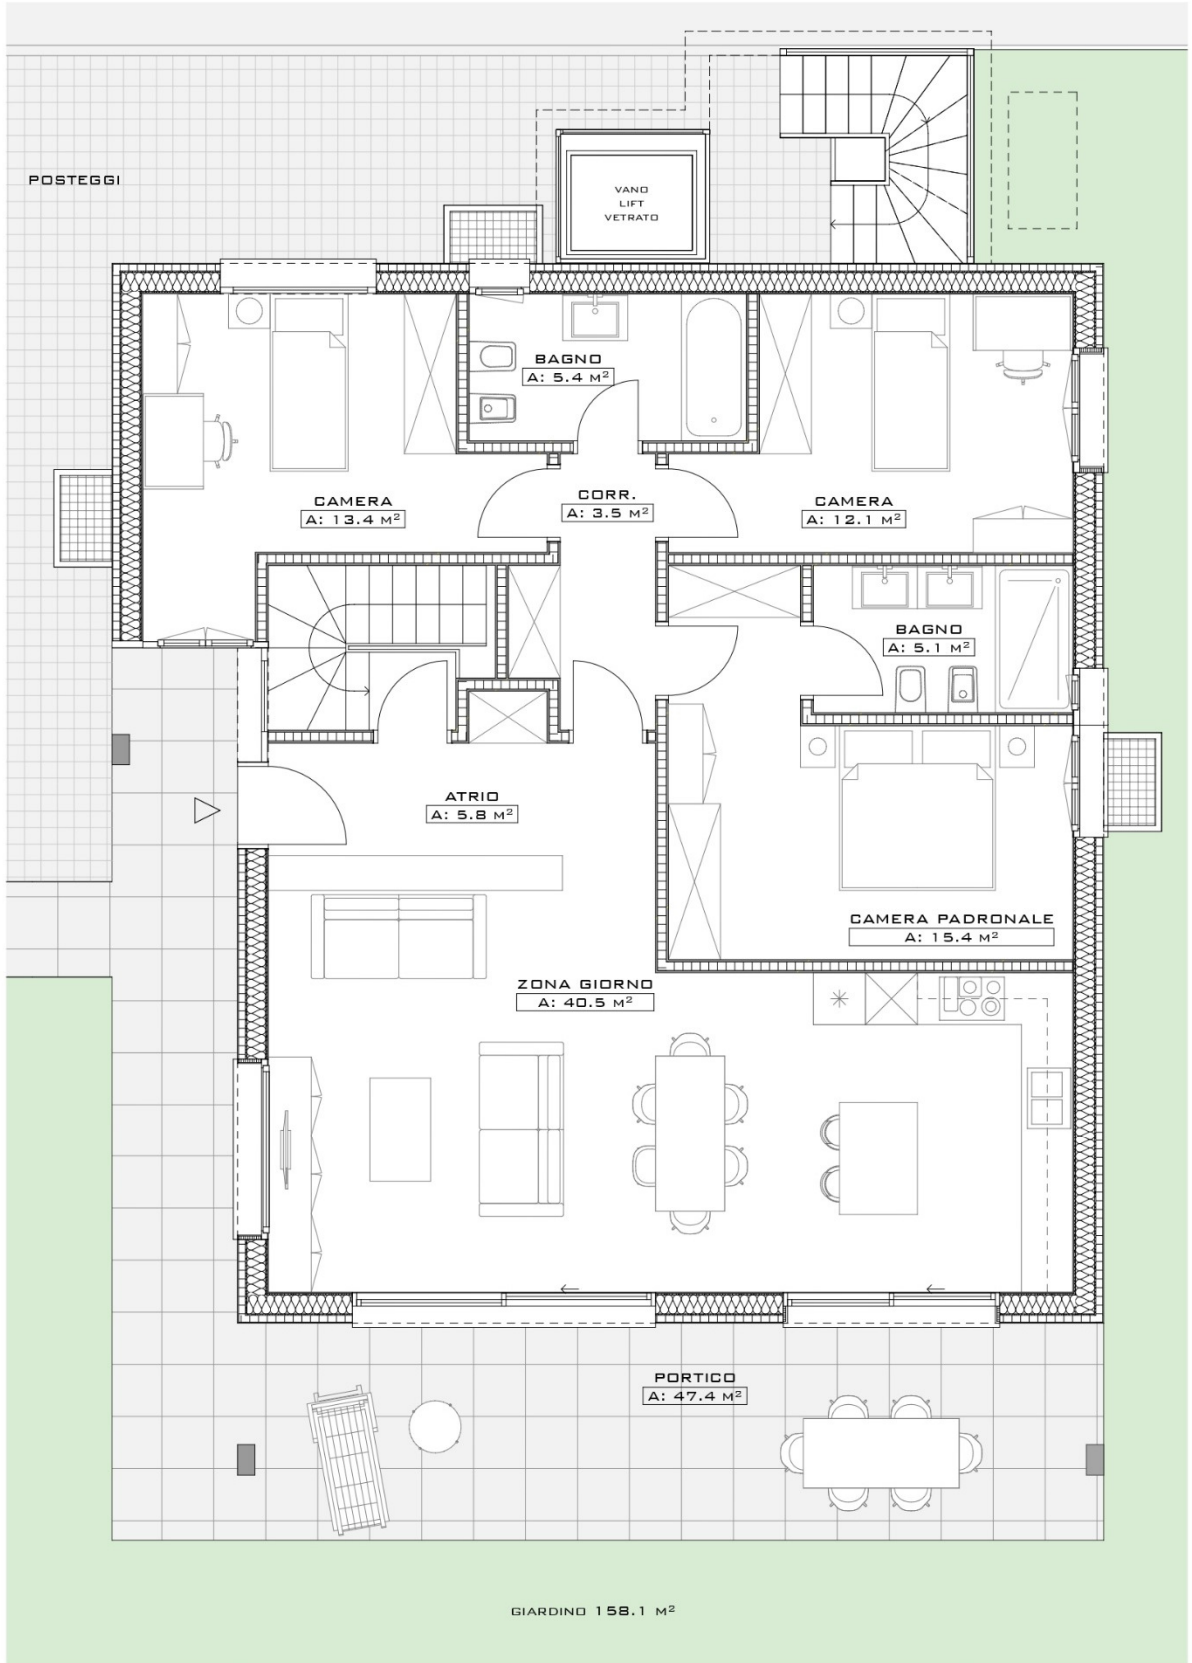 POSTEGGI
VANO
LIFT
VETRATO
BAGNO
A: 5.4 M²
CAMERA
A: 13.4 M²
CORR.
A: 3.5 M²
CAMERA
A: 12.1 M²
BAGNO
A: 5.1 M²
ATRIO
A: 5.8 M²
CAMERA PADRONALE
A: 15.4 M²
ZONA GIORNO
A: 40.5 M²
PORTICO
A: 47.4 M²
GIARDINO 158.1 M²